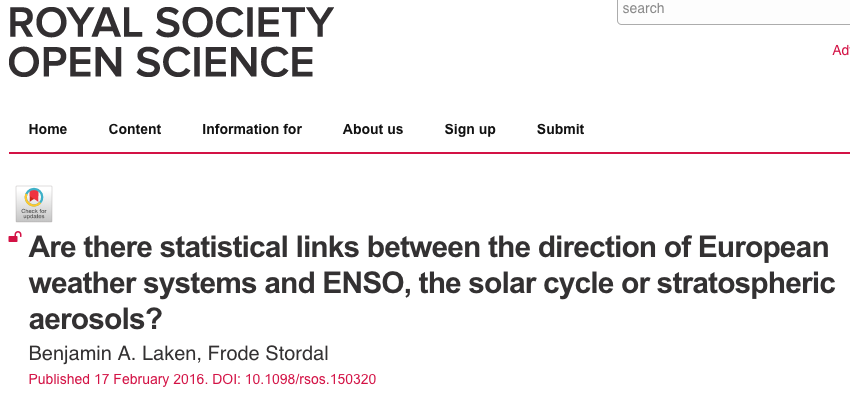 ROYAL SOCIETY
OPEN SCIENCE
search
Ad
Home Content Information for About us Sign up Submit
Check for
updates
Are there statistical links between the direction of European
weather systems and ENSO, the solar cycle or stratospheric
aerosols?
Benjamin A. Laken, Frode Stordal
Published 17 February 2016. DOI: 10.1098/rsos.150320